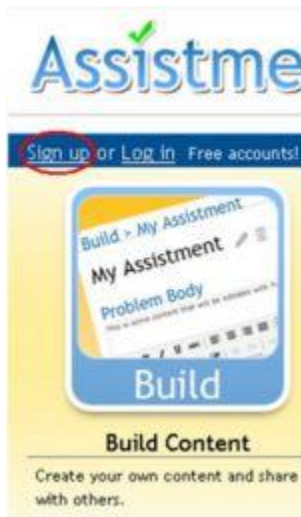 Assistme
Sign up or Log in Free accounts!
Build > My Assistment
My Assistment
Problem Body
Build
Build Content
Create your own content and share
with others.